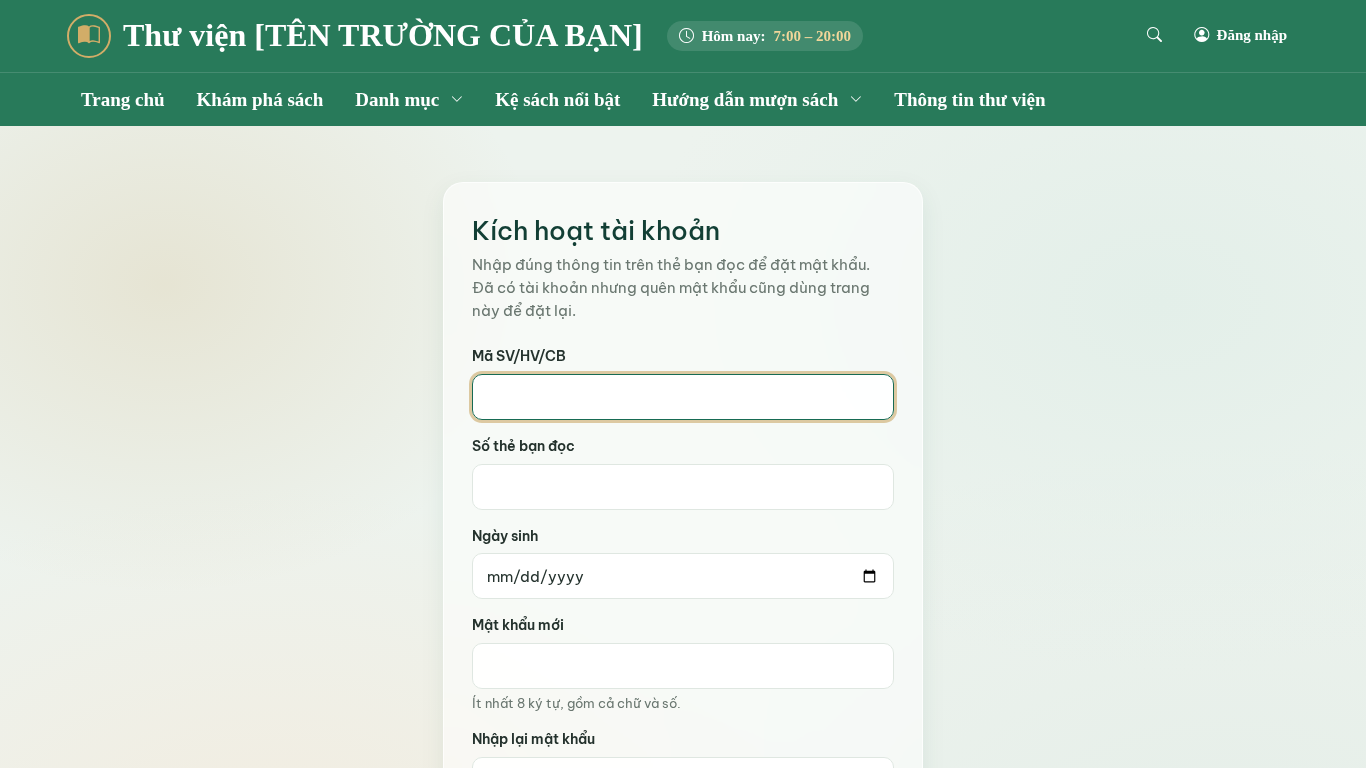 Thư viện [TÊN TRƯỜNG CỦA BẠN]
Hôm nay: 7:00 – 20:00
Đăng nhập
Trang chủ
Khám phá sách
Danh mục
Kệ sách nổi bật
Hướng dẫn mượn sách
Thông tin thư viện
Kích hoạt tài khoản
Nhập đúng thông tin trên thẻ bạn đọc để đặt mật khẩu.
Đã có tài khoản nhưng quên mật khẩu cũng dùng trang
này để đặt lại.
Mã SV/HV/CB
Số thẻ bạn đọc
Ngày sinh
mm/dd/yyyy
Mật khẩu mới
Ít nhất 8 ký tự, gồm cả chữ và số.
Nhập lại mật khẩu